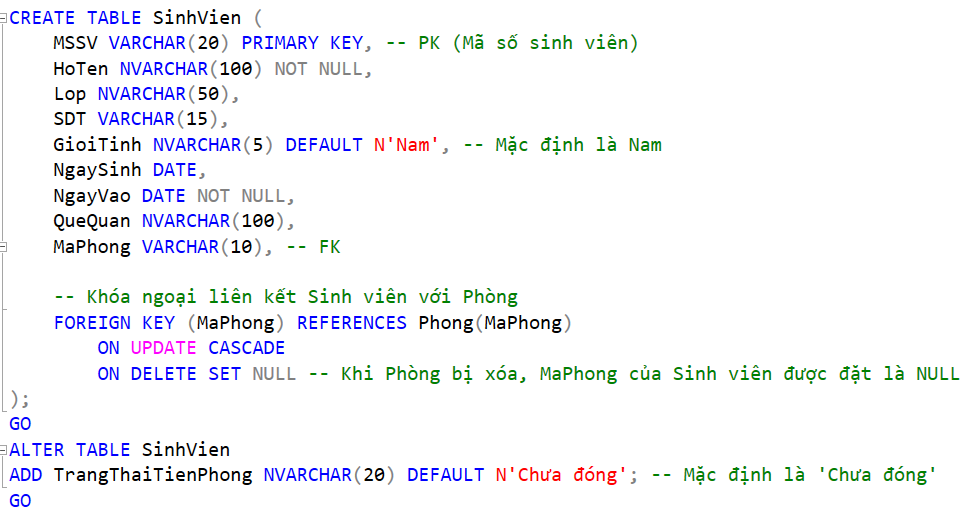 CREATE TABLE SinhVien (
    MSSV VARCHAR(20) PRIMARY KEY, -- PK (Mã số sinh viên)
    HoTen NVARCHAR(100) NOT NULL,
    Lop NVARCHAR(50),
    SDT VARCHAR(15),
    GioiTinh NVARCHAR(5) DEFAULT N'Nam', -- Mặc định là Nam
    NgaySinh DATE,
    NgayVao DATE NOT NULL,
    QueQuan NVARCHAR(100),
    MaPhong VARCHAR(10), -- FK

    -- Khóa ngoại liên kết Sinh viên với Phòng
    FOREIGN KEY (MaPhong) REFERENCES Phong(MaPhong)
        ON UPDATE CASCADE
        ON DELETE SET NULL -- Khi Phòng bị xóa, MaPhong của Sinh viên được đặt là NULL
);
GO
ALTER TABLE SinhVien
ADD TrangThaiTienPhong NVARCHAR(20) DEFAULT N'Chưa đóng'; -- Mặc định là 'Chưa đóng'
GO